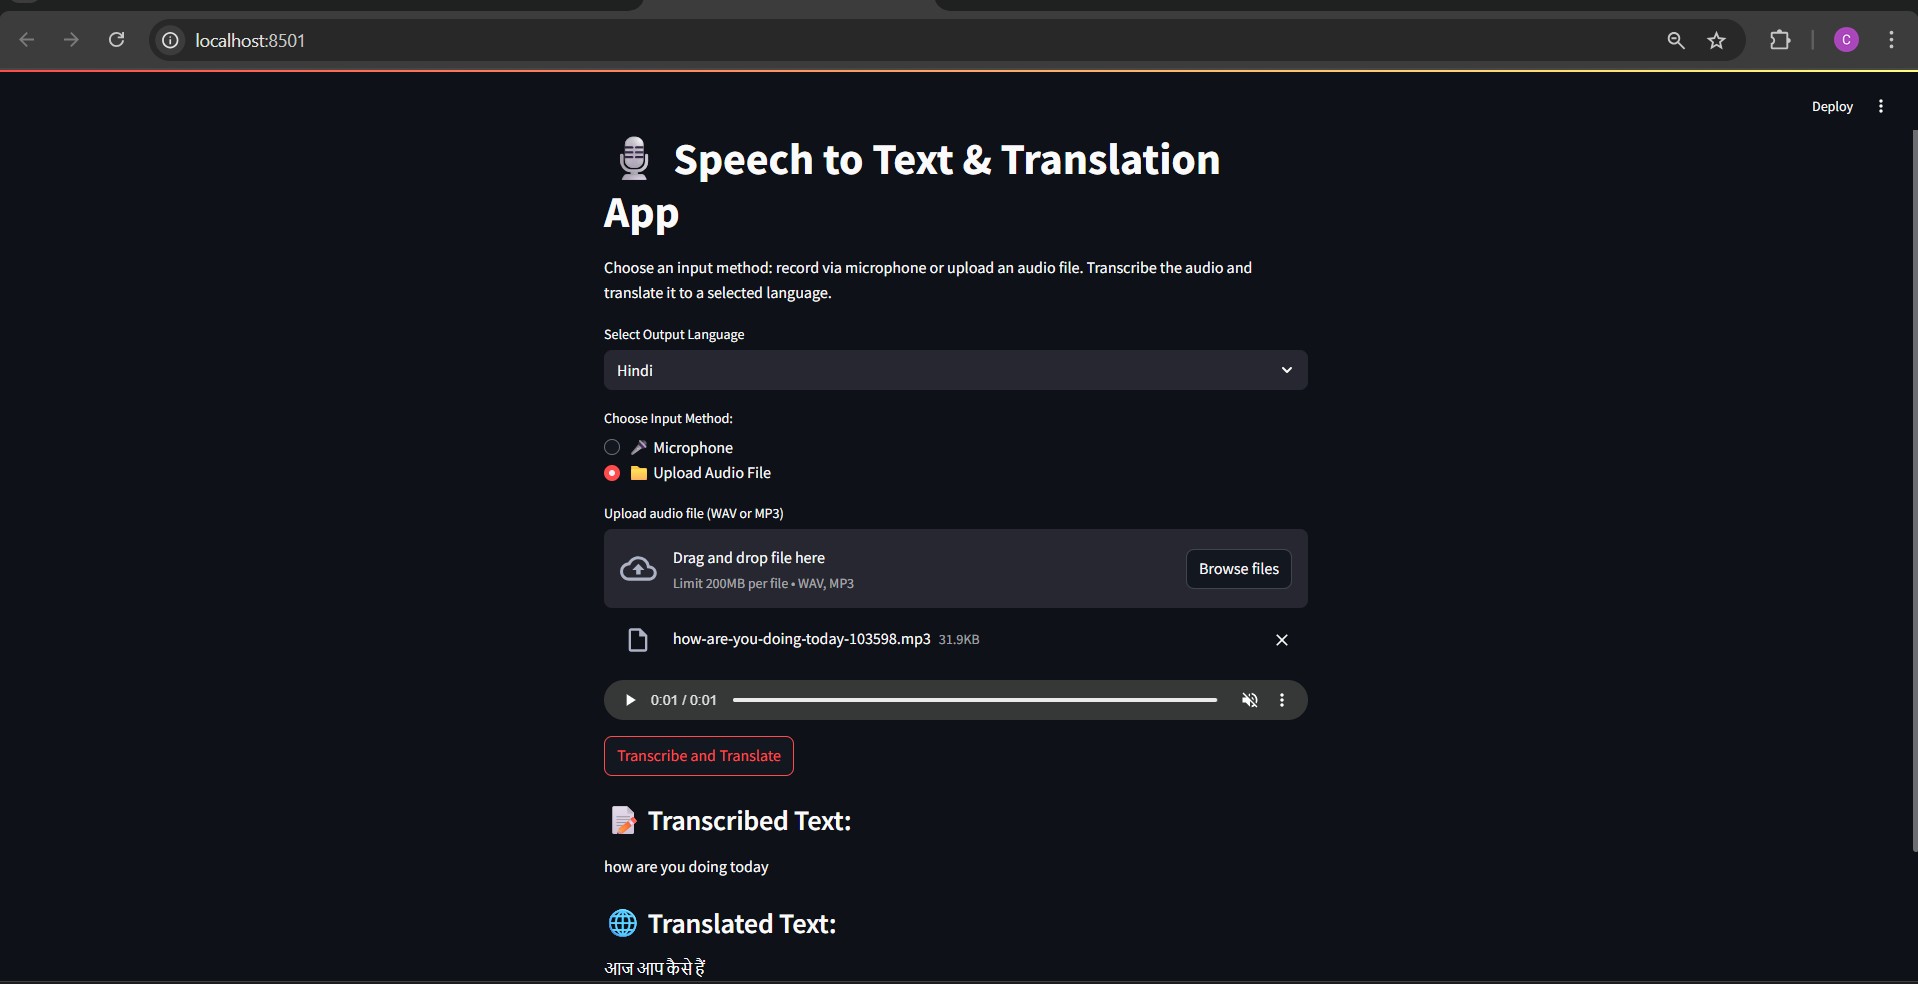 localhost:8501
C
Deploy
Speech to Text & Translation
App
Choose an input method: record via microphone or upload an audio file. Transcribe the audio and
translate it to a selected language.
Select Output Language
Hindi
Choose Input Method:
Microphone
Upload Audio File
Upload audio file (WAV or MP3)
Drag and drop file here
Limit 200MB per file • WAV, MP3
Browse files
how-are-you-doing-today-103598.mp3 31.9KB
0:01 / 0:01
Transcribe and Translate
Transcribed Text:
how are you doing today
Translated Text:
आज आप कैसे हैं